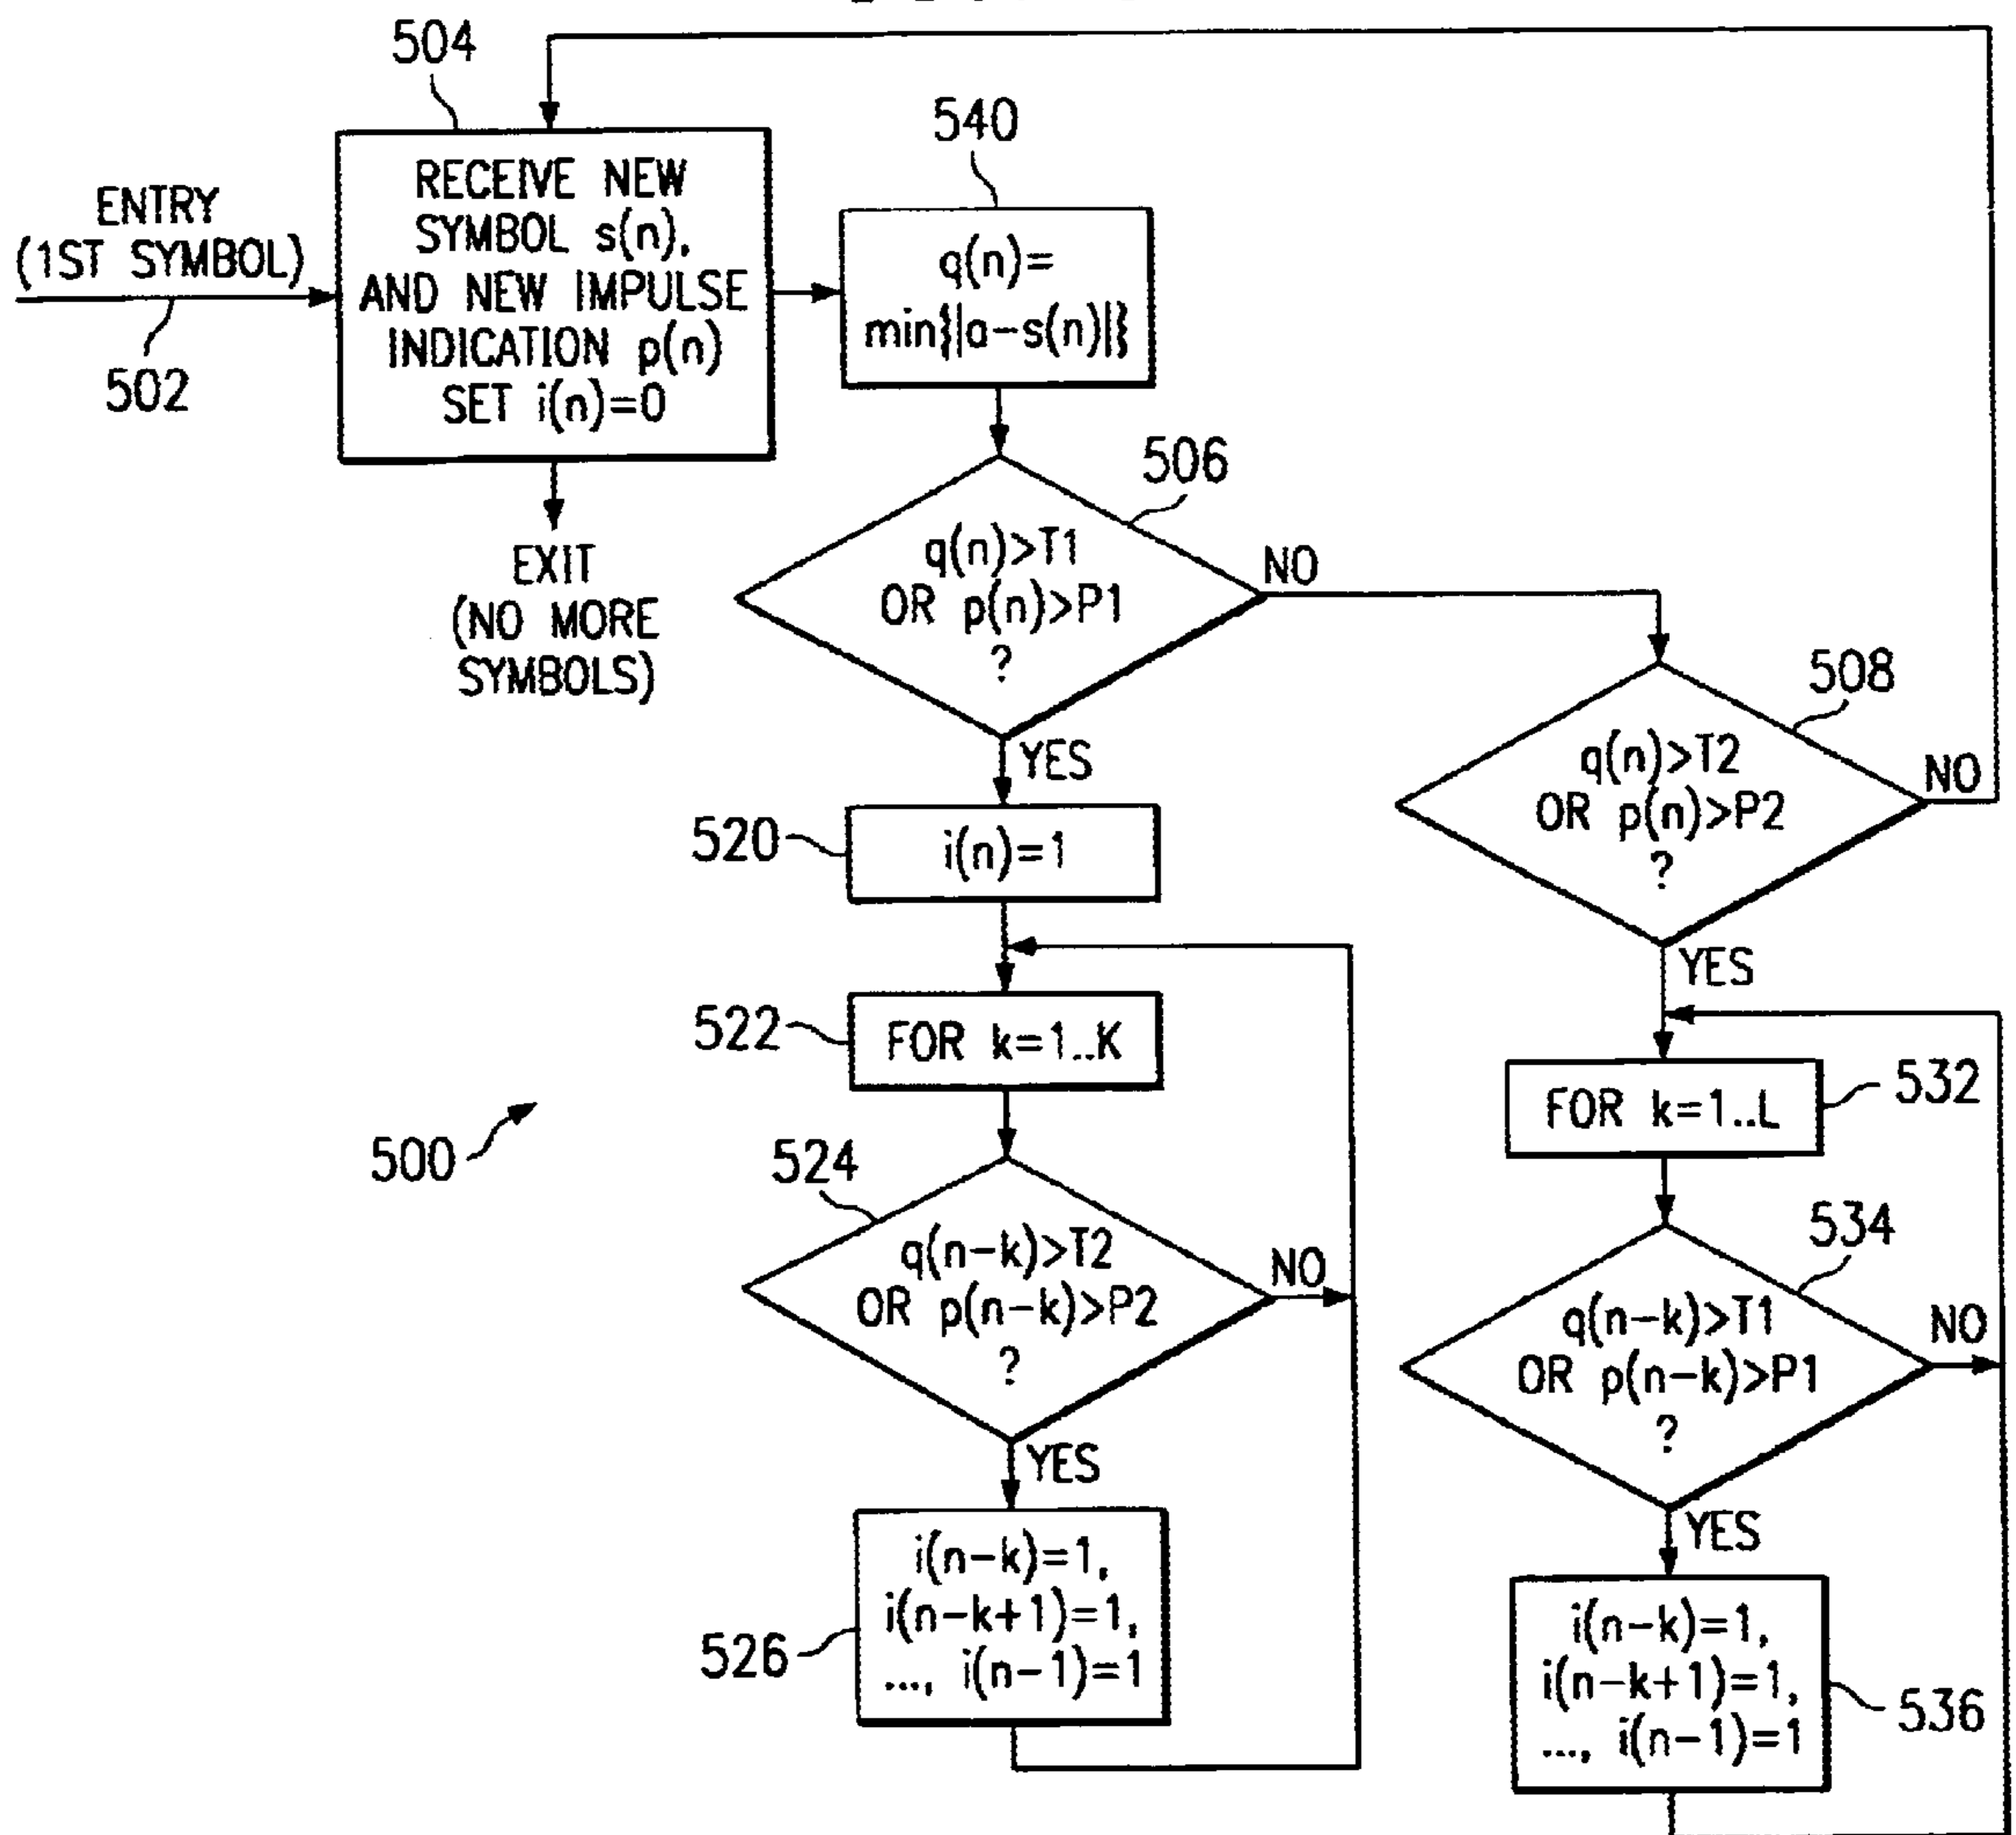 504
RECEIVE NEW
SYMBOL s(n),
AND NEW IMPULSE
INDICATION p(n)
SET i(n)=0
ENTRY
(1ST SYMBOL)
502
EXIT
(NO MORE
SYMBOLS)
540
q(n)=
min{|a-s(n)|}
506
q(n)>T1
OR p(n)>P1
?
NO
YES
508
q(n)>T2
OR p(n)>P2
?
NO
YES
520
i(n)=1
522
FOR k=1..K
500
524
q(n-k)>T2
OR p(n-k)>P2
?
NO
YES
526
i(n-k)=1,
i(n-k+1)=1,
..., i(n-1)=1
532
FOR k=1..L
534
q(n-k)>T1
OR p(n-k)>P1
?
NO
YES
536
i(n-k)=1,
i(n-k+1)=1,
..., i(n-1)=1